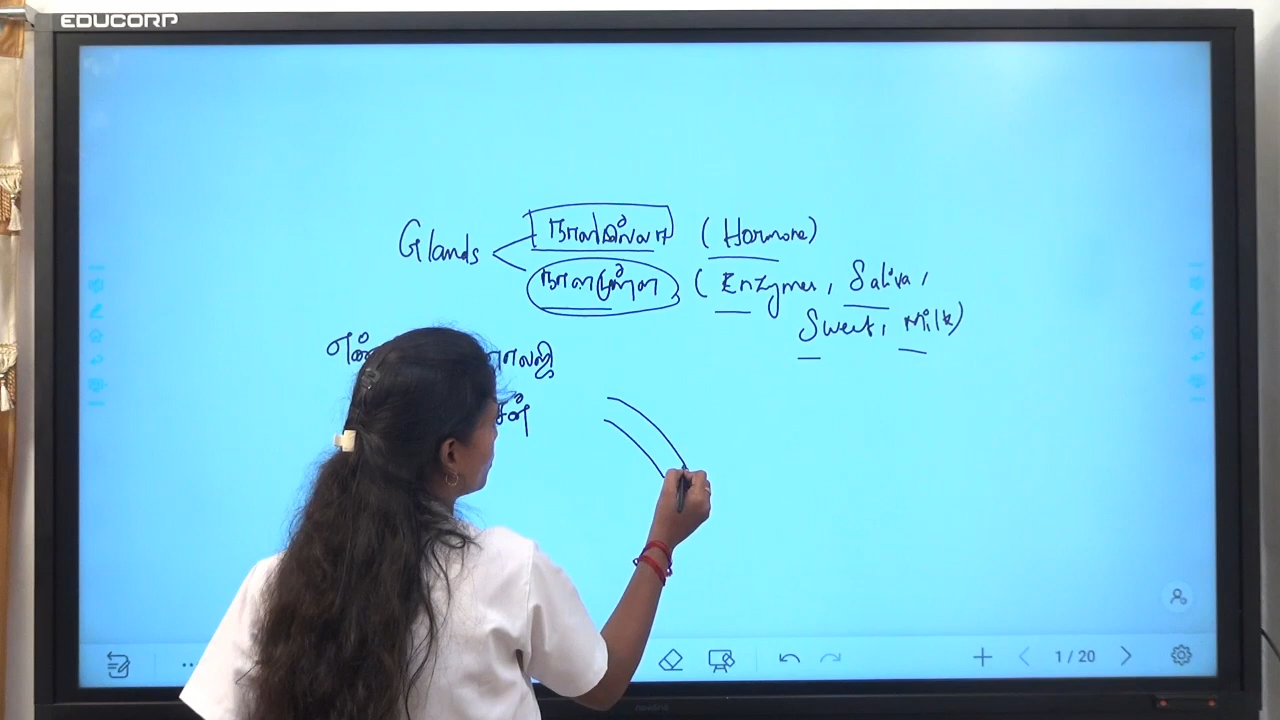 EDUCORP
Glands
நாளமில்லா (Hormone)
நாளமுள்ள (Enzymes, Saliva,
Sweat, Milk)
1 / 20